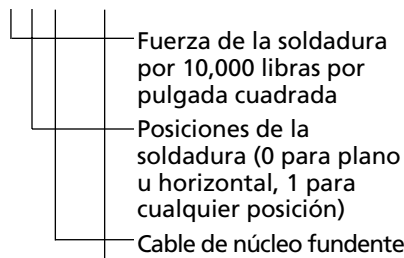 Fuerza de la soldadura
por 10,000 libras por
pulgada cuadrada
Posiciones de la
soldadura (0 para plano
u horizontal, 1 para
cualquier posición)
Cable de núcleo fundente